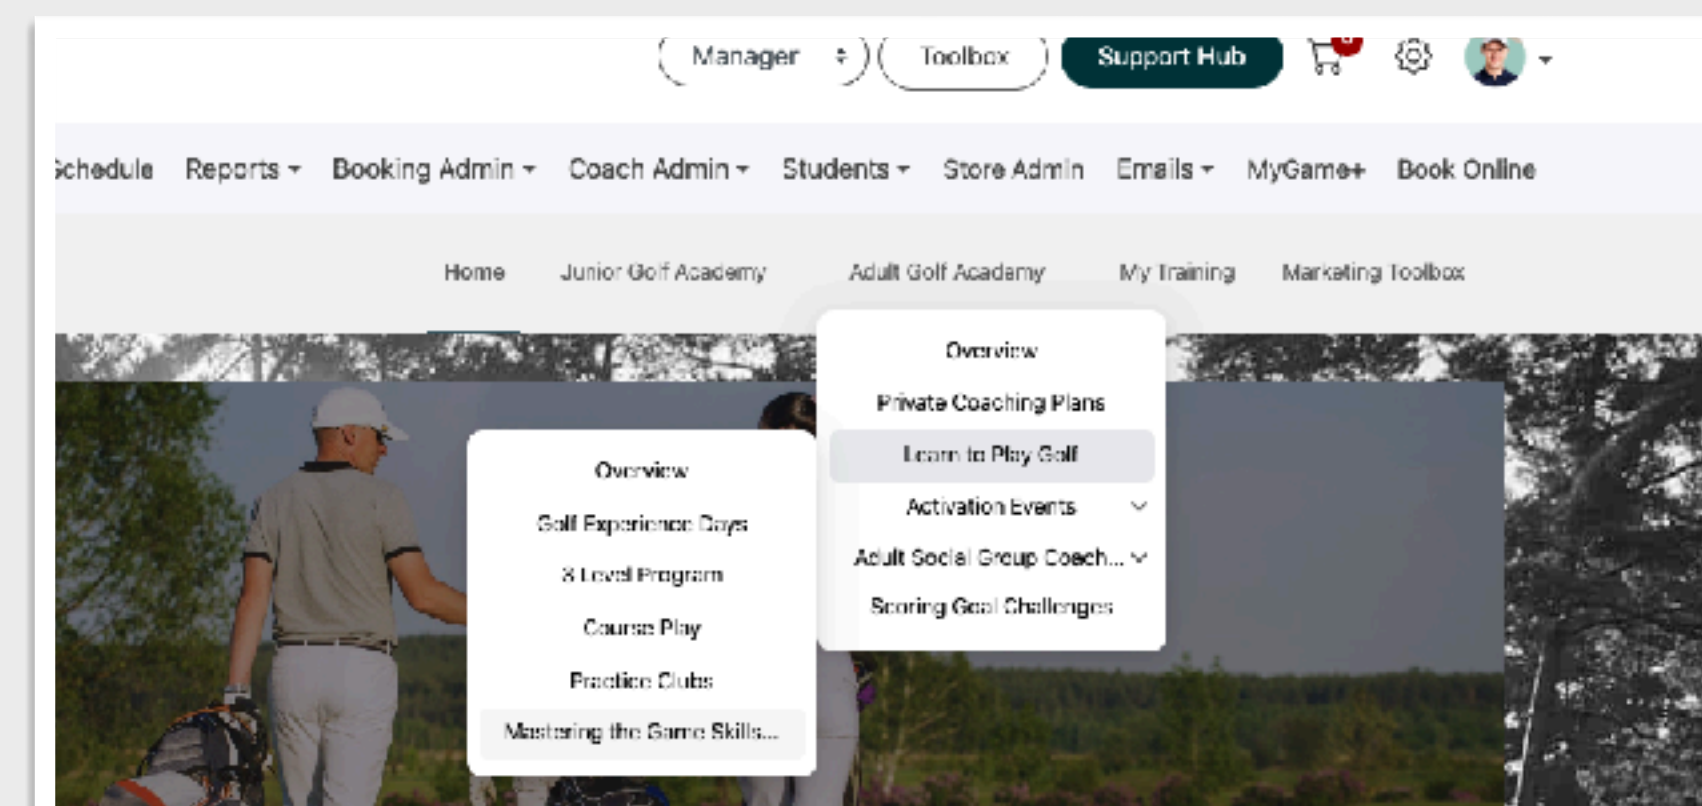 Manager
Toolbox
Support Hub
Schedule
Reports
Booking Admin
Coach Admin
Students
Store Admin
Emails
MyGame+
Book Online
Home
Junior Golf Academy
Adult Golf Academy
My Training
Marketing Toolbox
Overview
Private Coaching Plans
Learn to Play Golf
Activation Events
Adult Social Group Coach...
Scoring Goal Challenges
Overview
Golf Experience Days
3 Level Program
Course Play
Practice Clubs
Mastering the Game Skills...